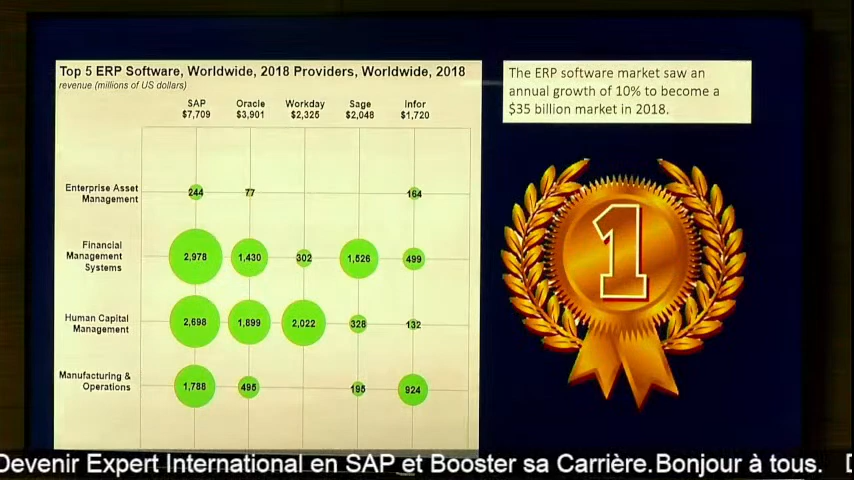 Top 5 ERP Software, Worldwide, 2018 Providers, Worldwide, 2018
revenue (millions of US dollars)
SAP Oracle Workday Sage Infor
$7,709 $3,901 $2,325 $2,048 $1,720
Enterprise Asset
Management
244 77 164
Financial
Management
Systems
2,978 1,430 302 1,526 499
Human Capital
Management
2,698 1,899 2,022 328 132
Manufacturing &
Operations
1,788 495 195 924
The ERP software market saw an
annual growth of 10% to become a
$35 billion market in 2018.
1
Devenir Expert International en SAP et Booster sa Carrière. Bonjour à tous.